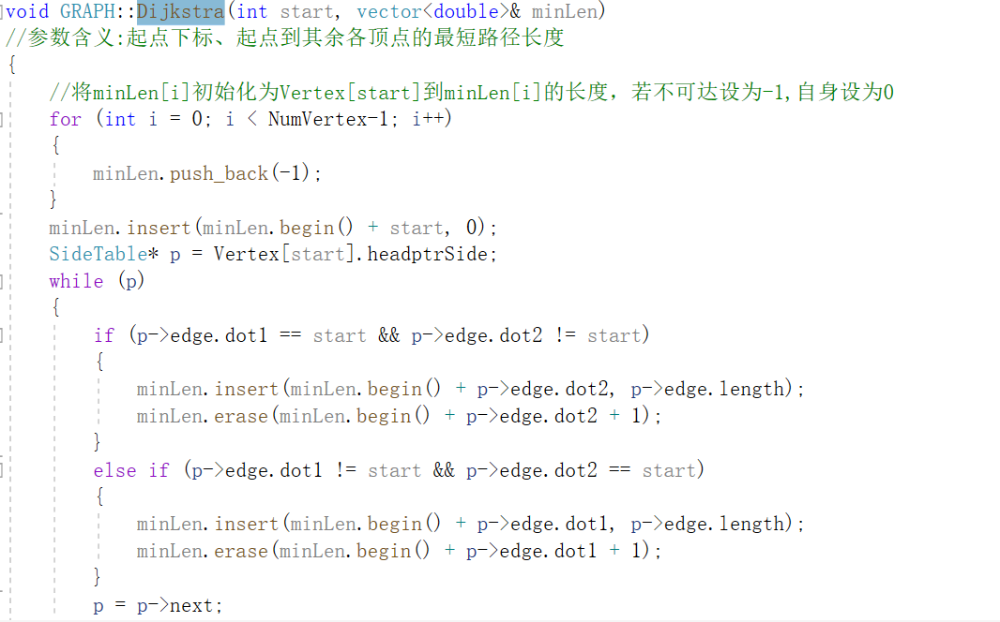 void GRAPH::Dijkstra(int start, vector<double>& minLen)
//参数含义:起点下标、起点到其余各顶点的最短路径长度
{
    //将minLen[i]初始化为Vertex[start]到minLen[i]的长度，若不可达设为-1,自身设为0
    for (int i = 0; i < NumVertex-1; i++)
    {
        minLen.push_back(-1);
    }
    minLen.insert(minLen.begin() + start, 0);
    SideTable* p = Vertex[start].headptrSide;
    while (p)
    {
        if (p->edge.dot1 == start && p->edge.dot2 != start)
        {
            minLen.insert(minLen.begin() + p->edge.dot2, p->edge.length);
            minLen.erase(minLen.begin() + p->edge.dot2 + 1);
        }
        else if (p->edge.dot1 != start && p->edge.dot2 == start)
        {
            minLen.insert(minLen.begin() + p->edge.dot1, p->edge.length);
            minLen.erase(minLen.begin() + p->edge.dot1 + 1);
        }
        p = p->next;